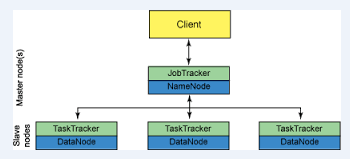 Client
Master node(s)
JobTracker
NameNode
Slave
nodes
TaskTracker
DataNode
TaskTracker
DataNode
TaskTracker
DataNode